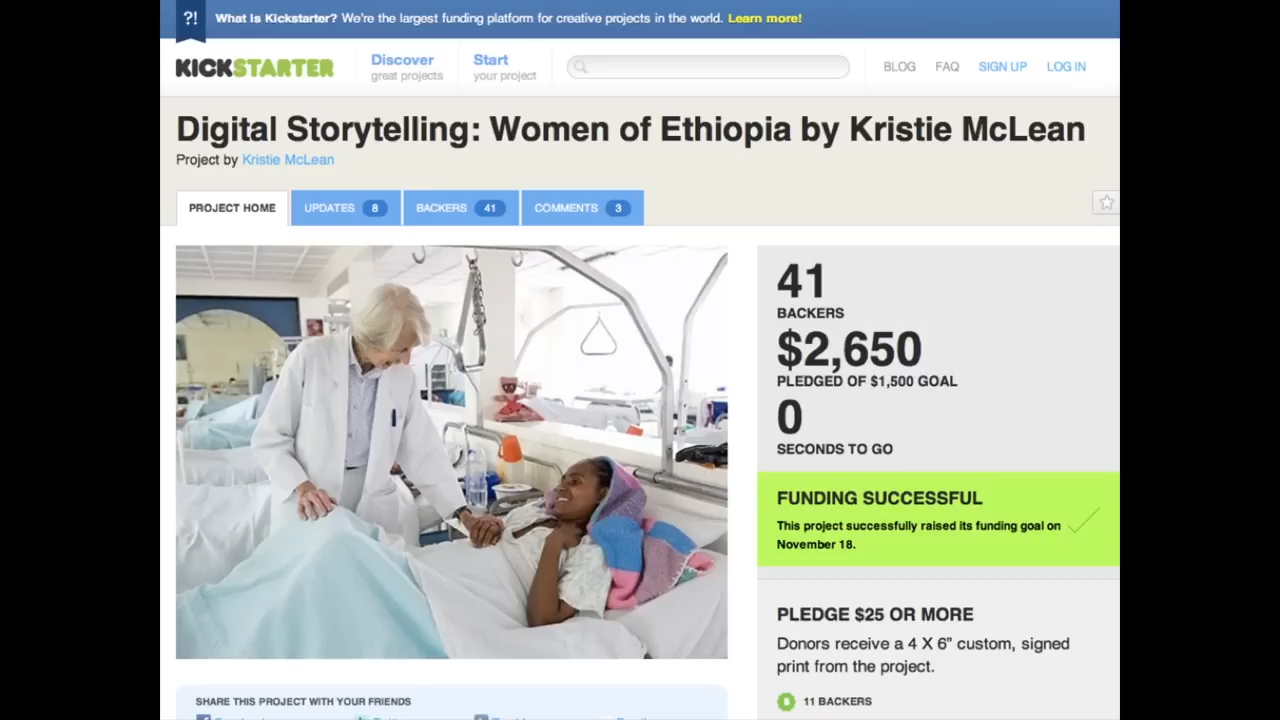 ?! What is Kickstarter? We're the largest funding platform for creative projects in the world. Learn more!
KICKSTARTER
Discover
great projects
Start
your project
BLOG FAQ SIGN UP LOG IN
Digital Storytelling: Women of Ethiopia by Kristie McLean
Project by Kristie McLean
PROJECT HOME UPDATES 8 BACKERS 41 COMMENTS 3
41
BACKERS
$2,650
PLEDGED OF $1,500 GOAL
0
SECONDS TO GO
FUNDING SUCCESSFUL
This project successfully raised its funding goal on
November 18.
PLEDGE $25 OR MORE
Donors receive a 4 X 6” custom, signed
print from the project.
11 BACKERS
SHARE THIS PROJECT WITH YOUR FRIENDS